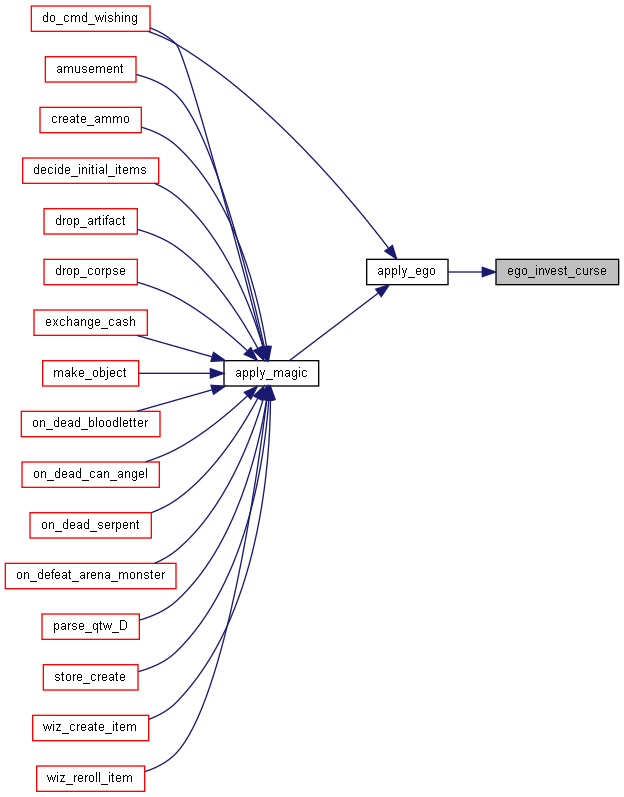 do_cmd_wishing
amusement
create_ammo
decide_initial_items
drop_artifact
drop_corpse
exchange_cash
make_object
on_dead_bloodletter
on_dead_can_angel
on_dead_serpent
on_defeat_arena_monster
parse_qtw_D
store_create
wiz_create_item
wiz_reroll_item
apply_magic
apply_ego
ego_invest_curse